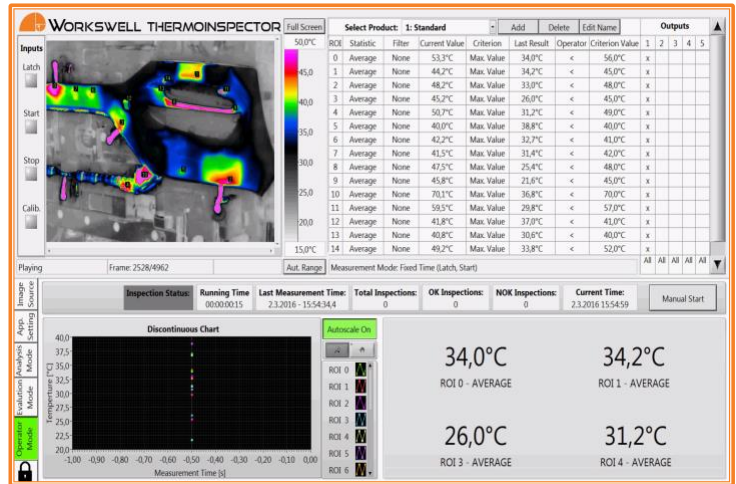 WORKSWELL THERMOINSPECTOR
Full Screen
Select Product: 1: Standard Add Delete Edit Name Outputs
Inputs
Latch
Start
Stop
Calib.
50,0°C
45,0
40,0
35,0
30,0
25,0
20,0
15,0°C
ROI Statistic Filter Current Value Criterion Last Result Operator Criterion Value 1 2 3 4 5
0 Average None 53,3°C Max. Value 34,0°C < 56,0°C x
1 Average None 44,2°C Max. Value 34,2°C < 45,0°C x
2 Average None 48,2°C Max. Value 33,0°C < 48,0°C x
3 Average None 45,2°C Max. Value 26,0°C < 45,0°C x
4 Average None 50,7°C Max. Value 31,2°C < 49,0°C x
5 Average None 40,0°C Max. Value 38,8°C < 40,0°C x
6 Average None 42,2°C Max. Value 32,7°C < 41,0°C x
7 Average None 41,5°C Max. Value 31,4°C < 42,0°C x
8 Average None 47,5°C Max. Value 25,4°C < 48,0°C x
9 Average None 45,8°C Max. Value 21,6°C < 45,0°C x
10 Average None 70,1°C Max. Value 36,8°C < 70,0°C x
11 Average None 59,5°C Max. Value 29,8°C < 57,0°C x
12 Average None 41,8°C Max. Value 37,0°C < 41,0°C x
13 Average None 40,8°C Max. Value 30,6°C < 40,0°C x
14 Average None 49,2°C Max. Value 33,8°C < 52,0°C x
All All All All All
Playing Frame: 2528/4962 Aut. Range Measurement Mode: Fixed Time (Latch, Start)
Image Source
App. Setting
Analysis Mode
Evalution Mode
Operator Mode
Inspection Status:
Running Time
00:00:00:15
Last Measurement Time:
2.3.2016 - 15:54:34,4
Total Inspections:
0
OK Inspections:
0
NOK Inspections:
0
Current Time:
2.3.2016 15:54:59
Manual Start
Discontinuous Chart
Temperture [°C]
40,0
37,5
35,0
32,5
30,0
27,5
25,0
22,5
20,0
-1,00 -0,90 -0,80 -0,70 -0,60 -0,50 -0,40 -0,30 -0,20 -0,10 0,00
Measurement Time [s]
Autoscale On
ROI 0
ROI 1
ROI 2
ROI 3
ROI 4
ROI 5
ROI 6
34,0°C
ROI 0 - AVERAGE
34,2°C
ROI 1 - AVERAGE
26,0°C
ROI 3 - AVERAGE
31,2°C
ROI 4 - AVERAGE